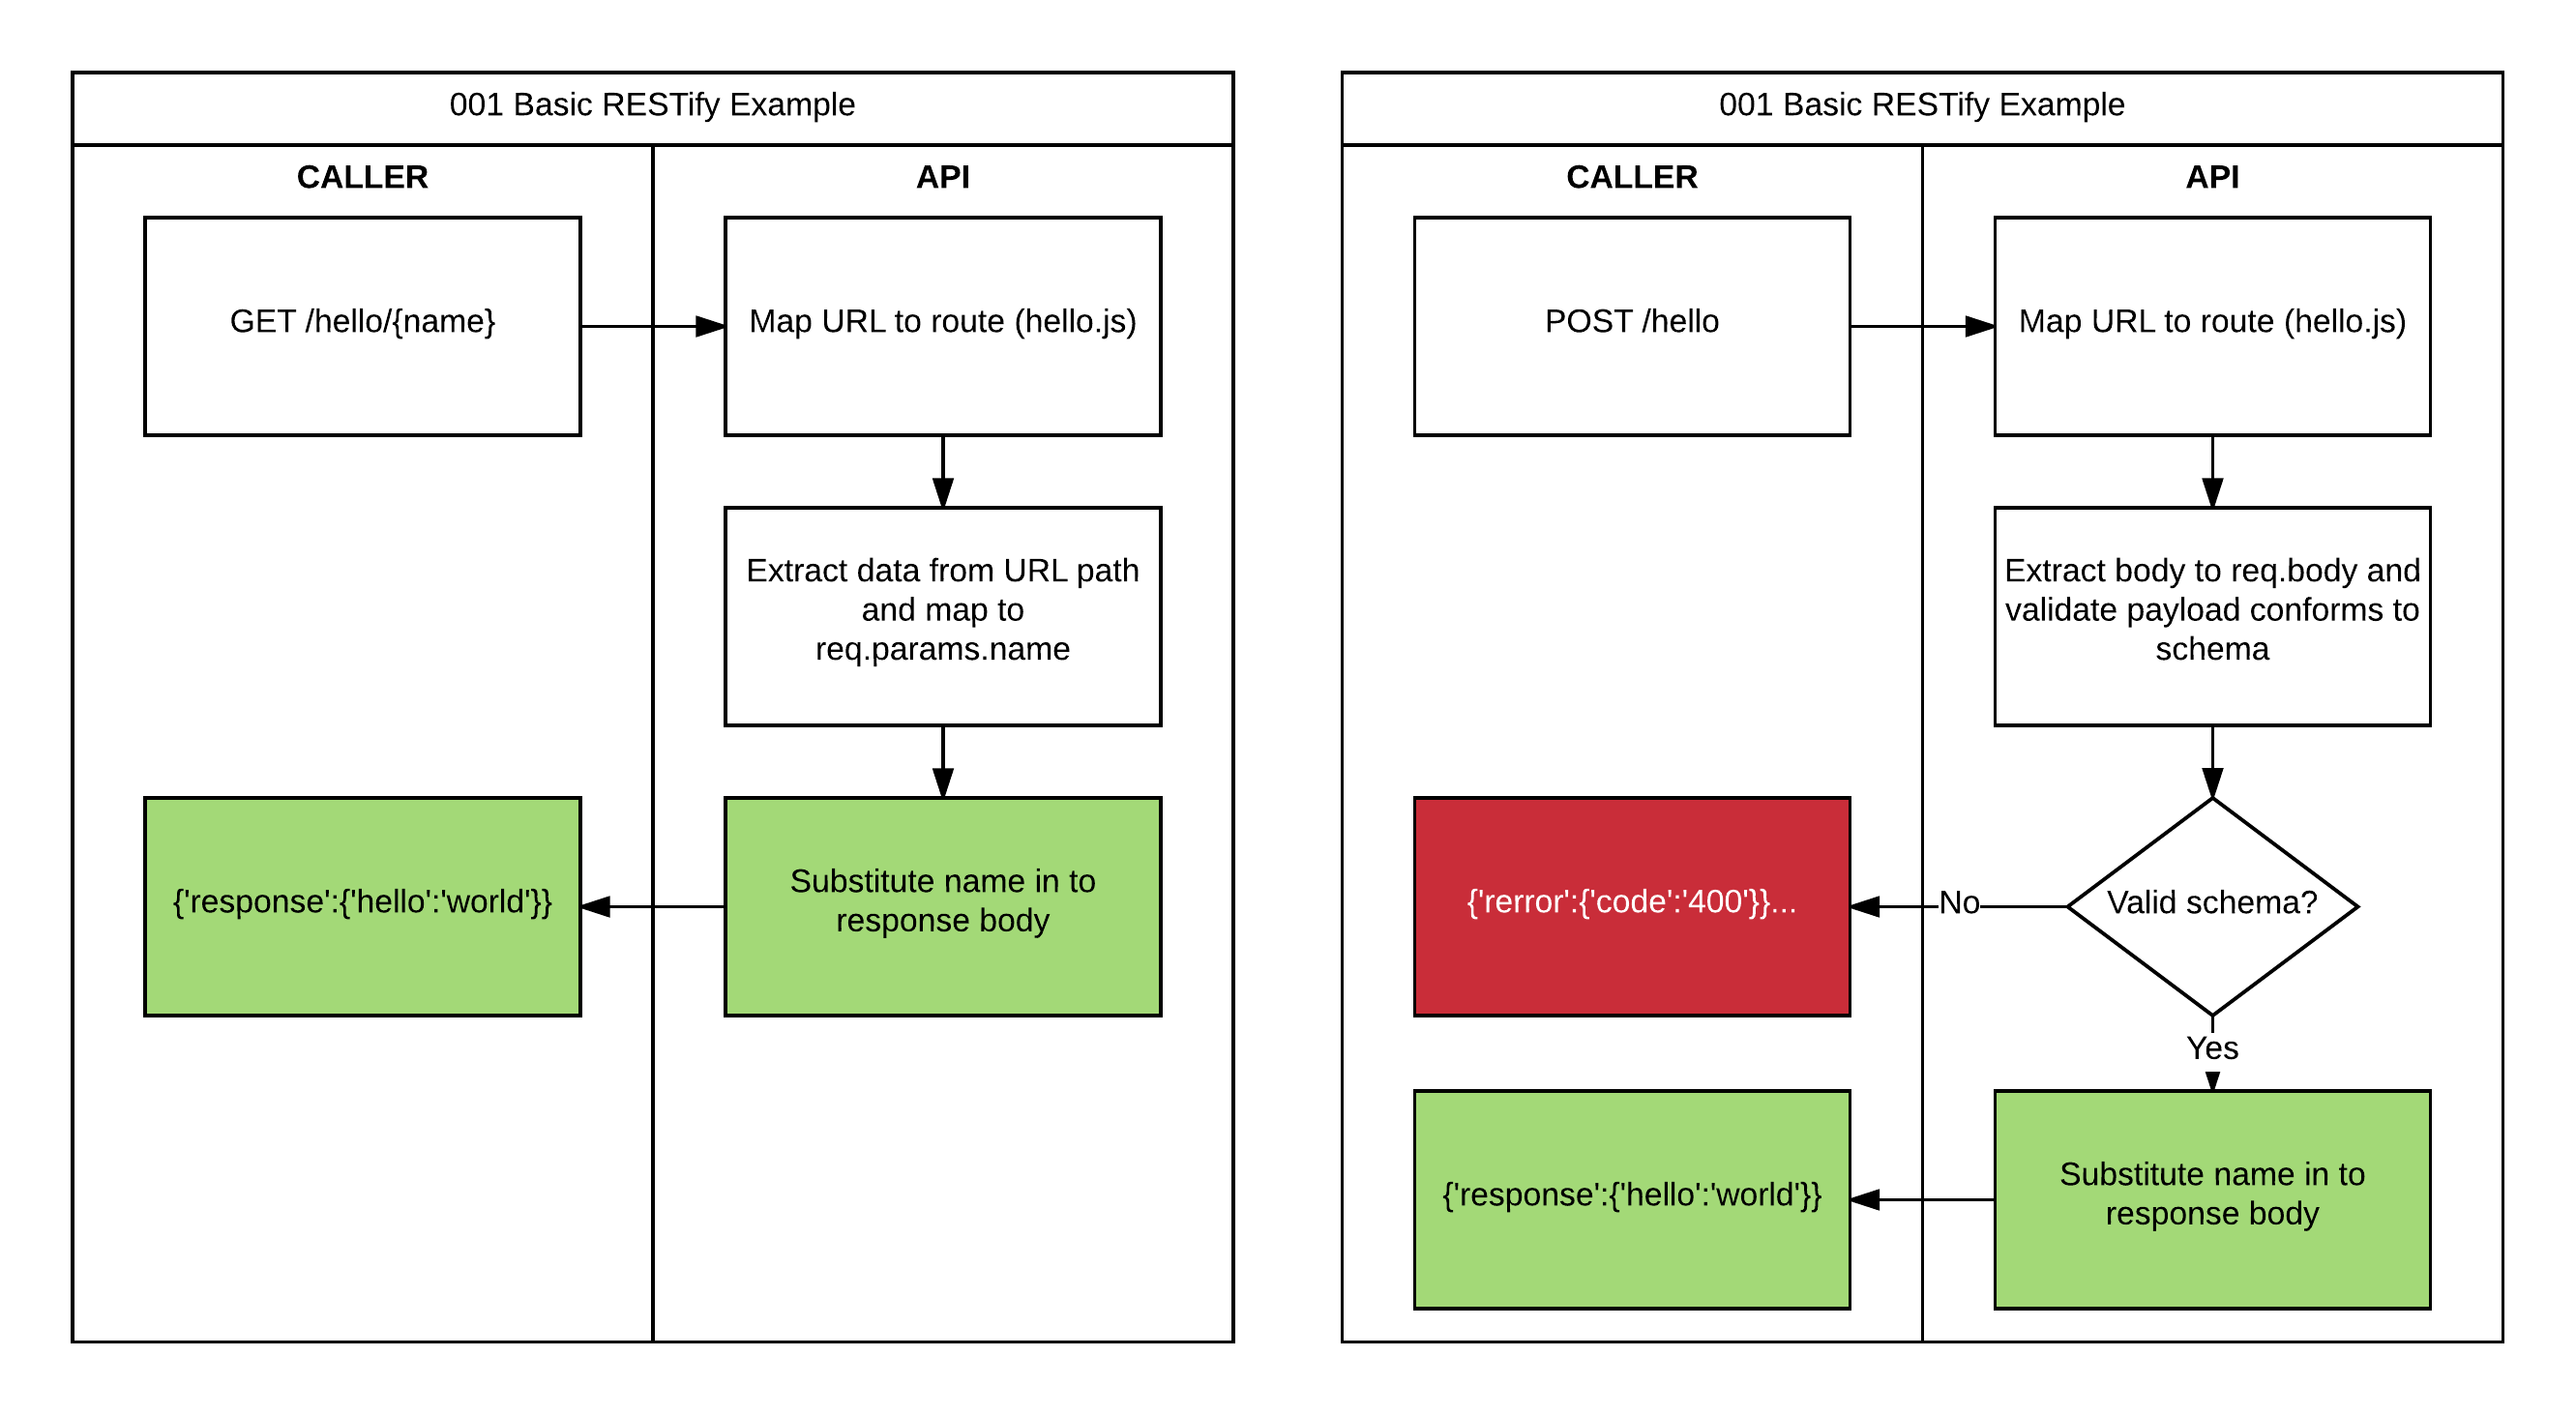 001 Basic RESTify Example
CALLER
API
GET /hello/{name}
Map URL to route (hello.js)
Extract data from URL path
and map to
req.params.name
{'response':{'hello':'world'}}
Substitute name in to
response body
001 Basic RESTify Example
CALLER
API
POST /hello
Map URL to route (hello.js)
Extract body to req.body and
validate payload conforms to
schema
{'rerror':{'code':'400'}}...
No
Valid schema?
Yes
{'response':{'hello':'world'}}
Substitute name in to
response body